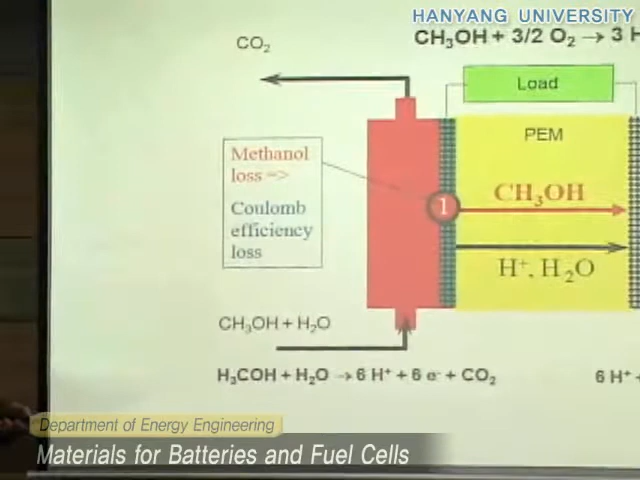 HANYANG UNIVERSITY
CH₃OH + 3/2 O₂ → 3 H
CO₂
Load
PEM
Methanol
loss =>
Coulomb
efficiency
loss
1
CH₃OH
H⁺, H₂O
CH₃OH + H₂O
H₃COH + H₂O → 6 H⁺ + 6 e⁻ + CO₂
6 H⁺ +
Department of Energy Engineering
Materials for Batteries and Fuel Cells